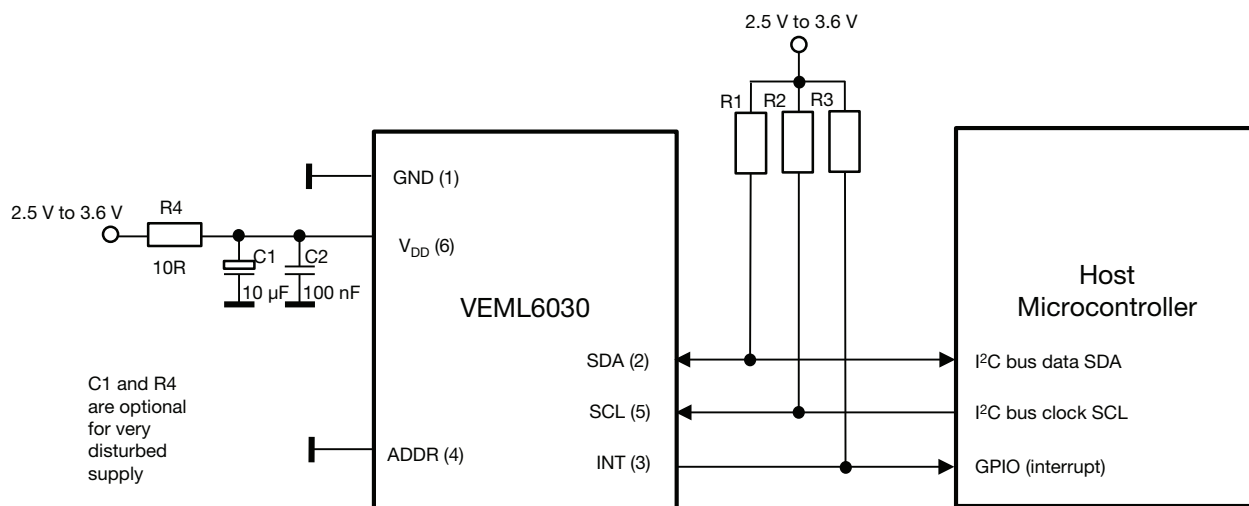 2.5 V to 3.6 V
R1
R2
R3
GND (1)
2.5 V to 3.6 V
R4
10R
C1
10 µF
C2
100 nF
VDD (6)
VEML6030
Host
Microcontroller
SDA (2)
I²C bus data SDA
C1 and R4
are optional
for very
disturbed
supply
SCL (5)
I²C bus clock SCL
ADDR (4)
INT (3)
GPIO (interrupt)